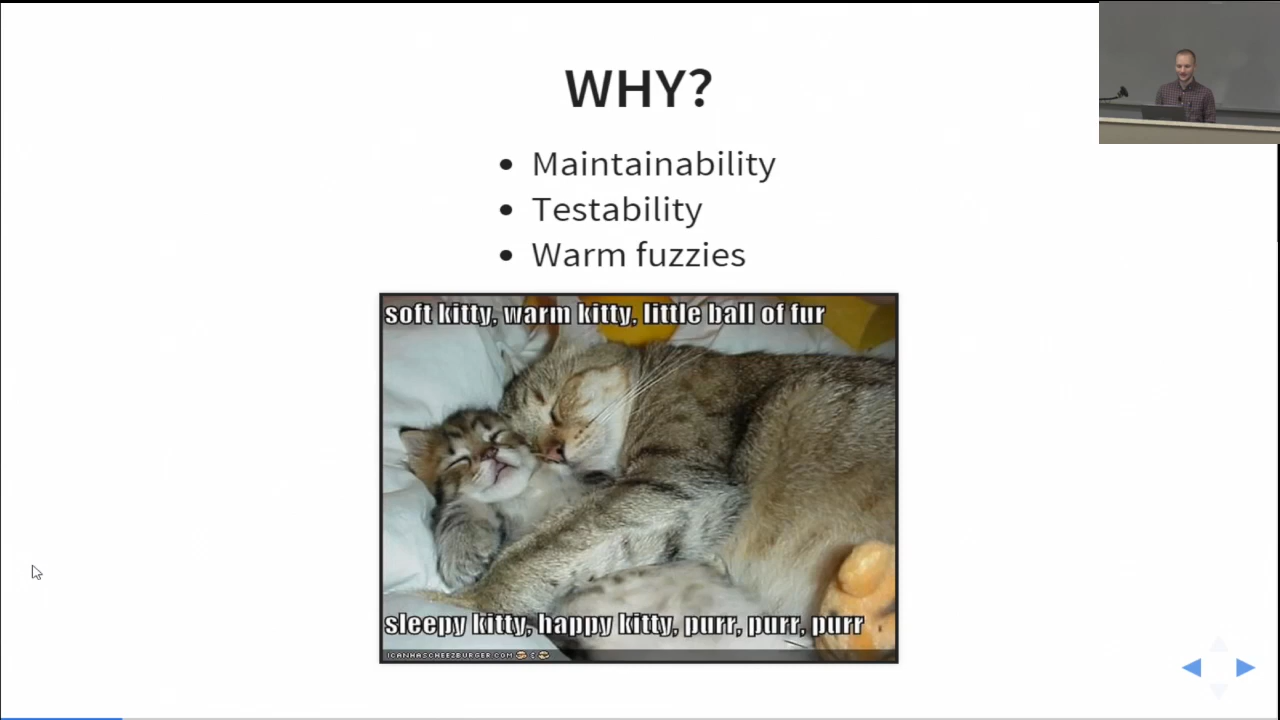 WHY?
Maintainability
Testability
Warm fuzzies
soft kitty, warm kitty, little ball of fur
sleepy kitty, happy kitty, purr, purr, purr
ICANHASCHEEZBURGER.COM